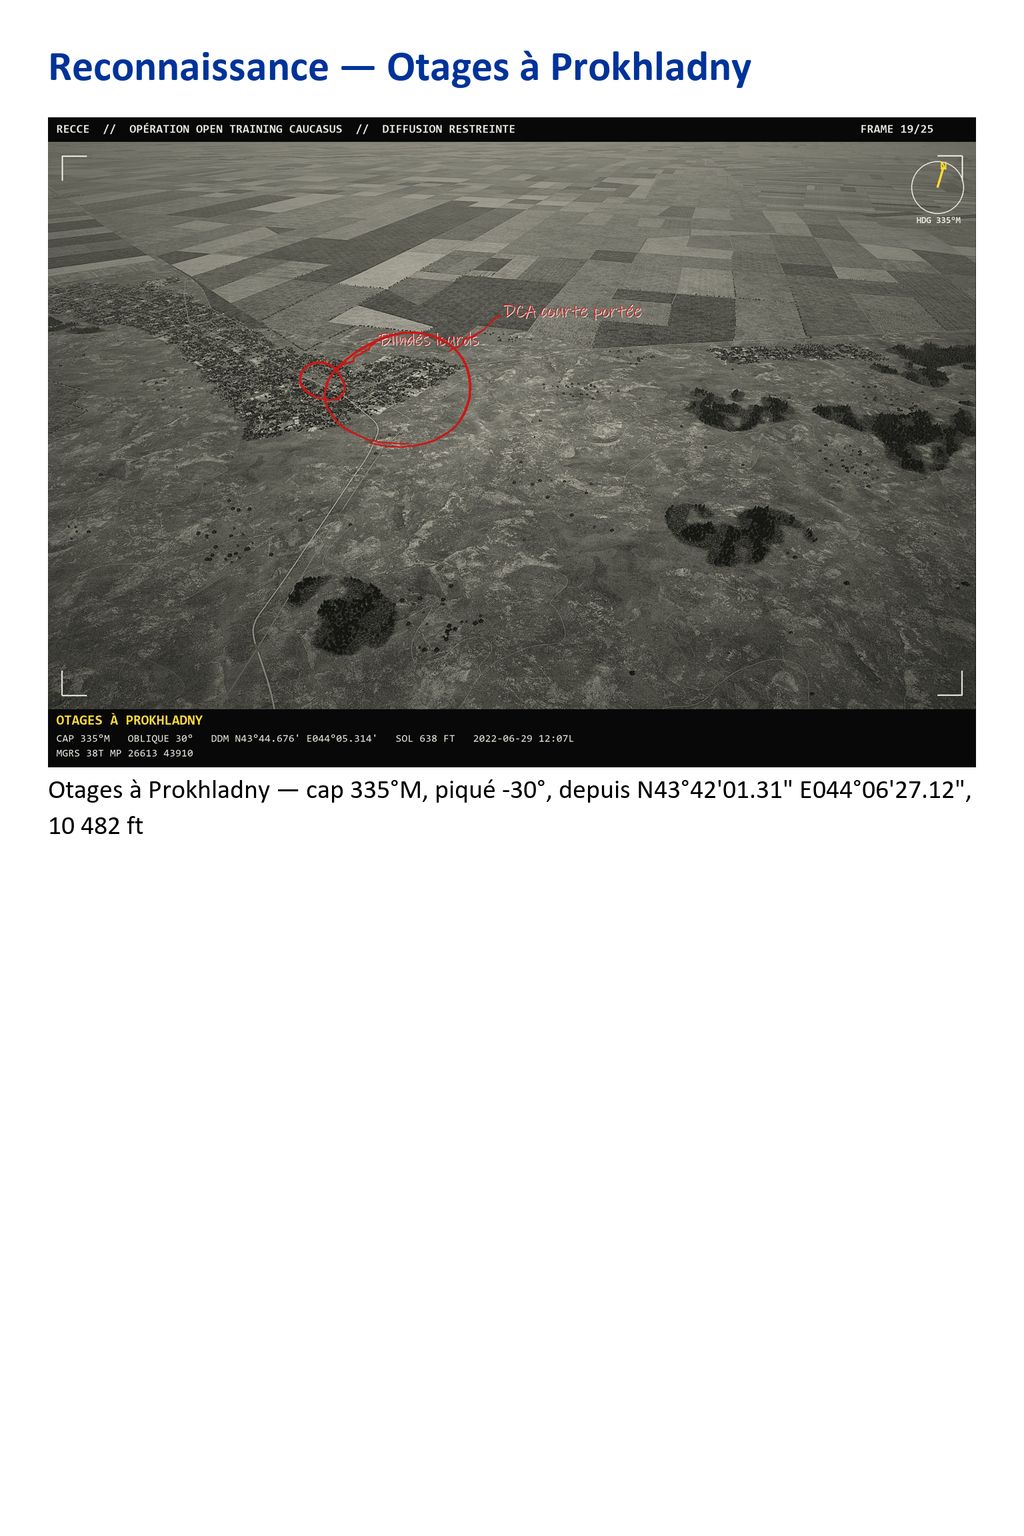 Reconnaissance — Otages à Prokhladny
RECCE // OPÉRATION OPEN TRAINING CAUCASUS // DIFFUSION RESTREINTE
FRAME 19/25
N
HDG 335°M
DCA courte portée
Blindés lourds
OTAGES À PROKHLADNY
CAP 335°M OBLIQUE 30° DDM N43°44.676' E044°05.314' SOL 638 FT 2022-06-29 12:07L
MGRS 38T MP 26613 43910
Otages à Prokhladny — cap 335°M, piqué -30°, depuis N43°42'01.31" E044°06'27.12",
10 482 ft